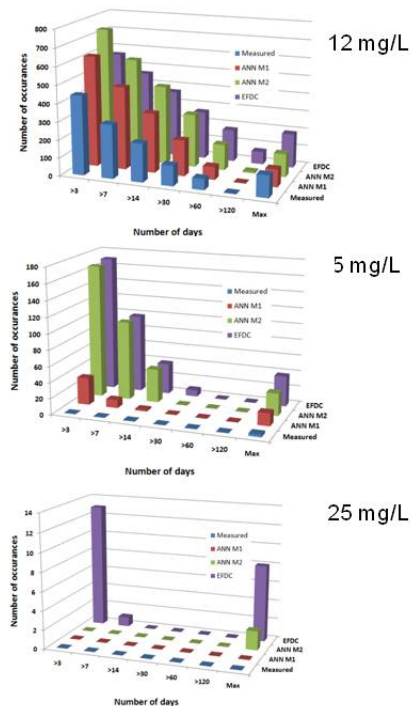 12 mg/L
Number of occurances
800
700
600
500
400
300
200
100
0
Measured
ANN M1
ANN M2
EFDC
>3
>7
>14
>30
>60
>120
Max
EFDC
ANN M2
ANN M1
Measured
Number of days
5 mg/L
Number of occurances
180
160
140
120
100
80
60
40
20
0
Measured
ANN M1
ANN M2
EFDC
>3
>7
>14
>30
>60
>120
Max
EFDC
ANN M2
ANN M1
Measured
Number of days
25 mg/L
Number of occurances
14
12
10
8
6
4
2
0
Measured
ANN M1
ANN M2
EFDC
>3
>7
>14
>30
>60
>120
Max
EFDC
ANN M2
ANN M1
Measured
Number of days